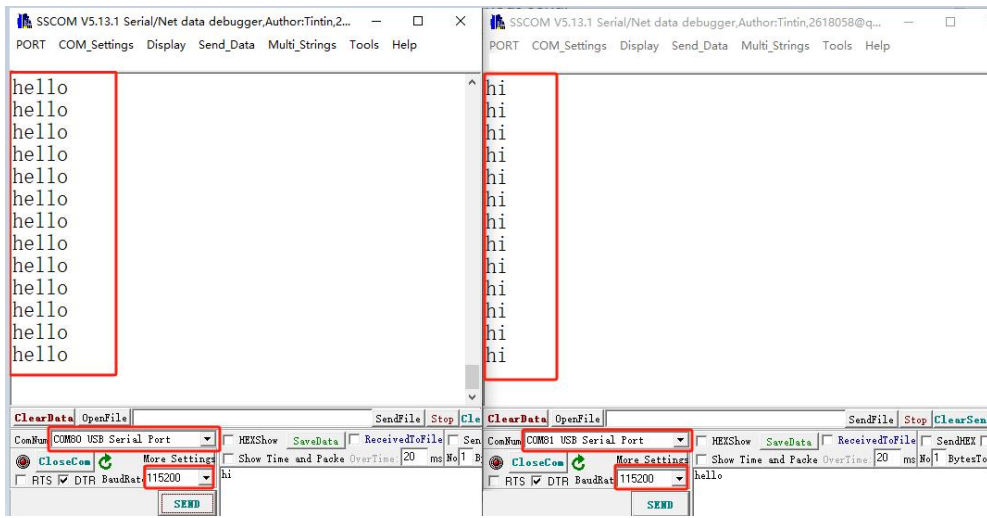 SSCOM V5.13.1 Serial/Net data debugger,Author:Tintin,2...
PORT COM_Settings Display Send_Data Multi_Strings Tools Help
hello
hello
hello
hello
hello
hello
hello
hello
hello
hello
hello
hello
hello
ClearData OpenFile SendFile Stop Cle
ComNum COM80 USB Serial Port HEXShow SaveData ReceivedToFile Sen
CloseCom More Settings Show Time and Packe OverTime: 20 ms No 1 B
RTS DTR BaudRat 115200 hi
SEND
SSCOM V5.13.1 Serial/Net data debugger,Author:Tintin,2618058@q...
PORT COM_Settings Display Send_Data Multi_Strings Tools Help
hi
hi
hi
hi
hi
hi
hi
hi
hi
hi
hi
hi
hi
ClearData OpenFile SendFile Stop ClearSen
ComNum COM81 USB Serial Port HEXShow SaveData ReceivedToFile SendHEX
CloseCom More Settings Show Time and Packe OverTime: 20 ms No 1 BytesTo
RTS DTR BaudRat 115200 hello
SEND